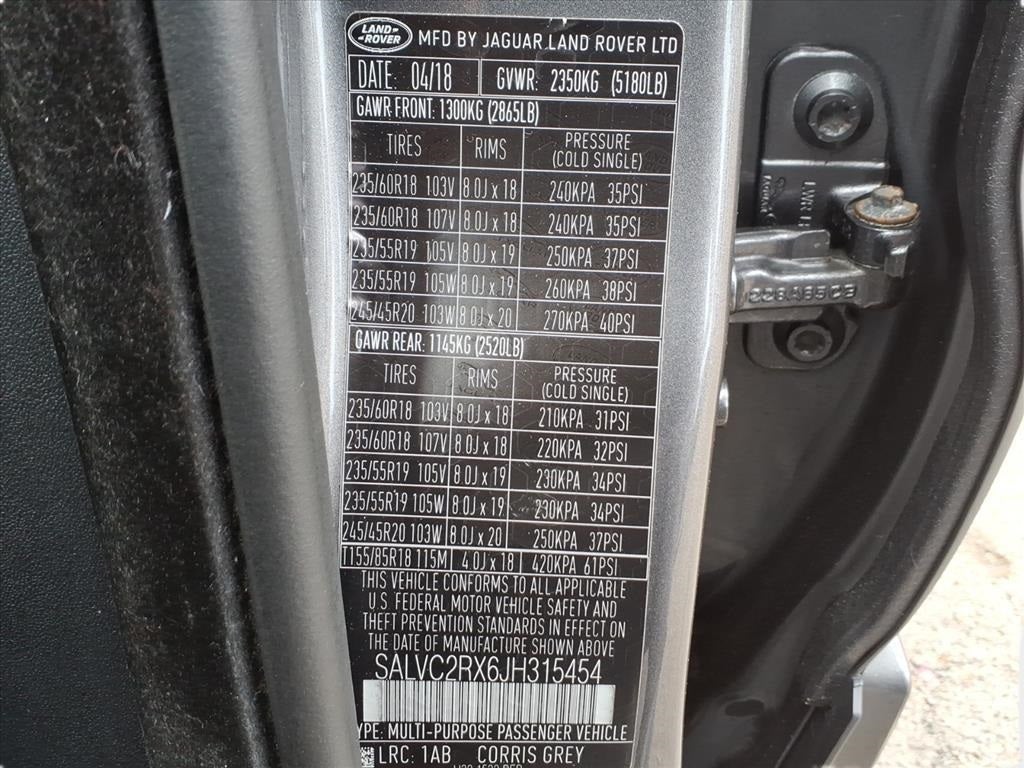 LAND ROVER MFD BY JAGUAR LAND ROVER LTD
DATE: 04/18 GVWR: 2350KG (5180LB)
GAWR FRONT: 1300KG (2865LB)
TIRES RIMS PRESSURE (COLD SINGLE)
235/60R18 103V 8.0J x 18 240KPA 35PSI
235/60R18 107V 8.0J x 18 240KPA 35PSI
235/55R19 105V 8.0J x 19 250KPA 37PSI
235/55R19 105W 8.0J x 19 260KPA 38PSI
245/45R20 103W 8.0J x 20 270KPA 40PSI
GAWR REAR: 1145KG (2520LB)
TIRES RIMS PRESSURE (COLD SINGLE)
235/60R18 103V 8.0J x 18 210KPA 31PSI
235/60R18 107V 8.0J x 18 220KPA 32PSI
235/55R19 105V 8.0J x 19 230KPA 34PSI
235/55R19 105W 8.0J x 19 230KPA 34PSI
245/45R20 103W 8.0J x 20 250KPA 37PSI
T155/85R18 115M 4.0J x 18 420KPA 61PSI
THIS VEHICLE CONFORMS TO ALL APPLICABLE
U.S. FEDERAL MOTOR VEHICLE SAFETY AND
THEFT PREVENTION STANDARDS IN EFFECT ON
THE DATE OF MANUFACTURE SHOWN ABOVE
SALVC2RX6JH315454
TYPE: MULTI-PURPOSE PASSENGER VEHICLE
LRC: 1AB CORRIS GREY